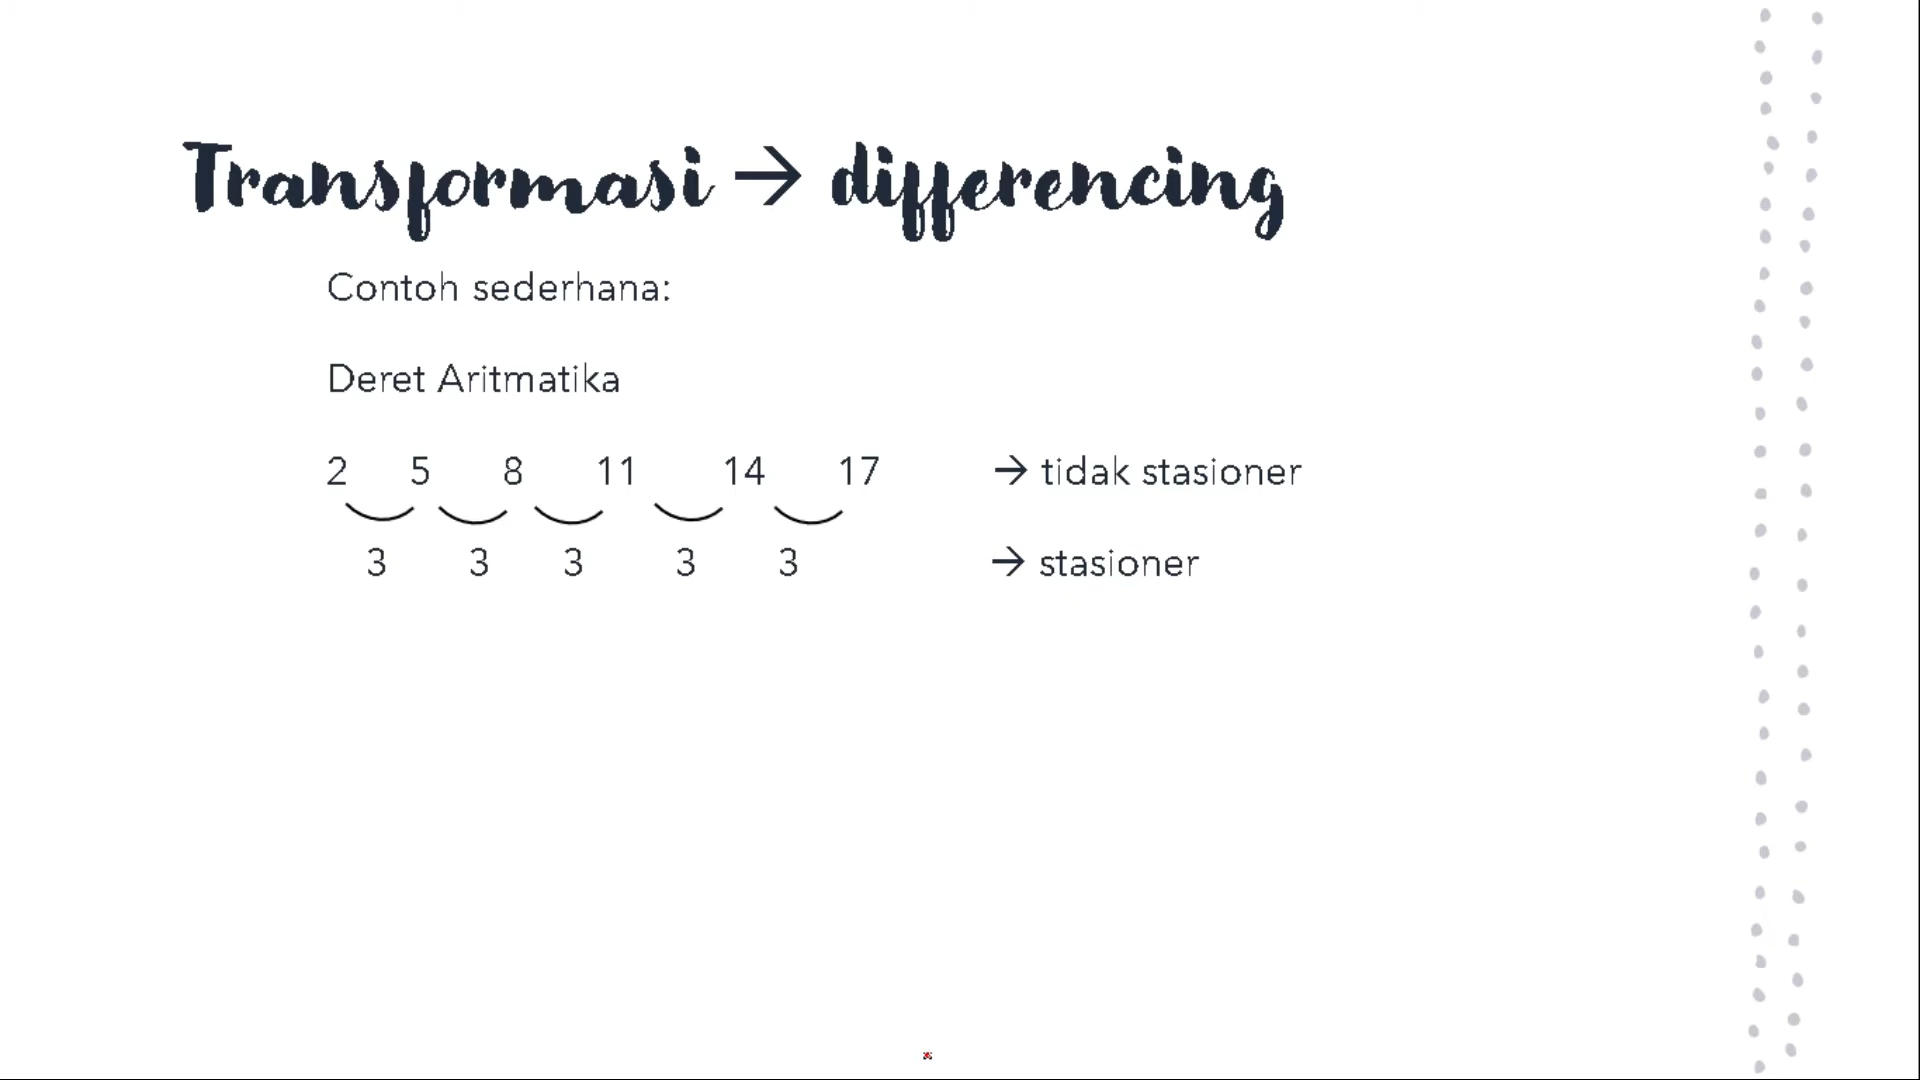 Transformasi → differencing
Contoh sederhana:
Deret Aritmatika
2 5 8 11 14 17 → tidak stasioner
3 3 3 3 3 → stasioner